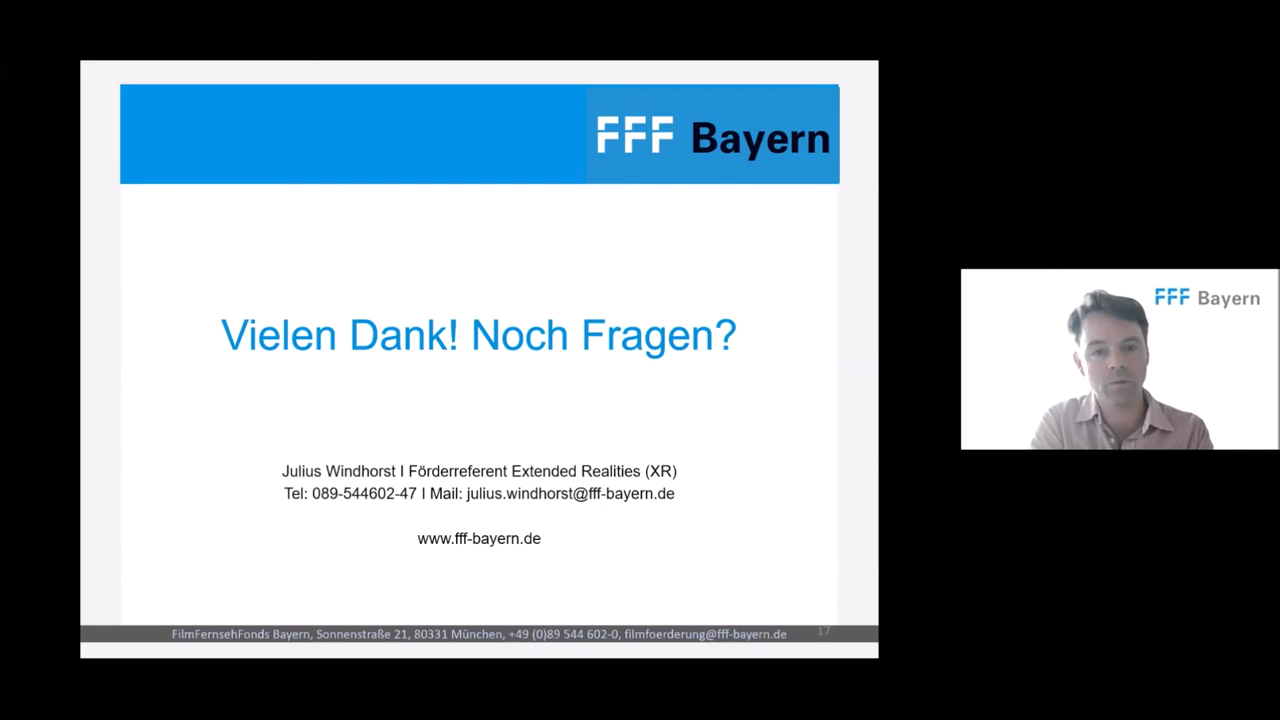 FFF Bayern
Vielen Dank! Noch Fragen?
Julius Windhorst I Förderreferent Extended Realities (XR)
Tel: 089-544602-47 I Mail: julius.windhorst@fff-bayern.de
www.fff-bayern.de
FilmFernsehFonds Bayern, Sonnenstraße 21, 80331 München, +49 (0)89 544 602-0, filmfoerderung@fff-bayern.de 17
FFF Bayern